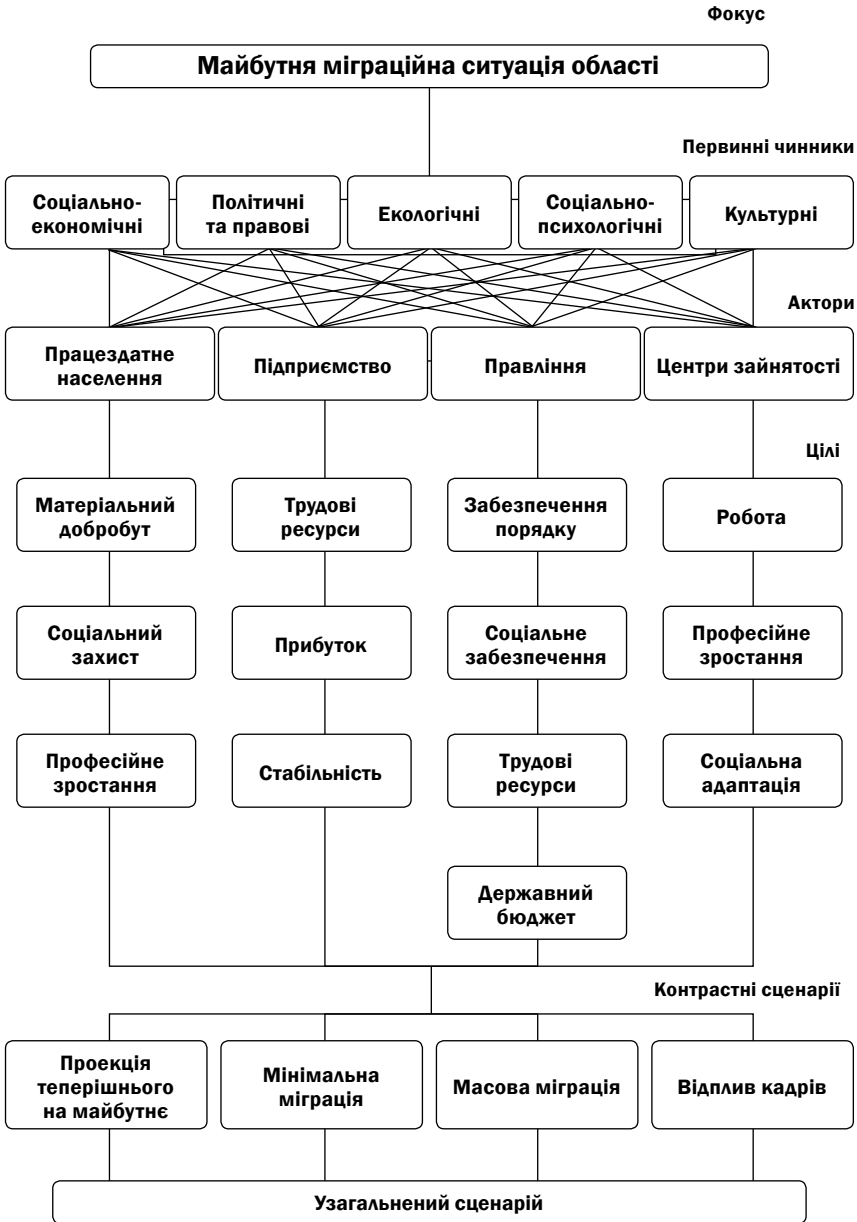 Фокус
Майбутня міграційна ситуація області
Первинні чинники
Соціально-
економічні
Політичні
та правові
Екологічні
Соціально-
психологічні
Культурні
Актори
Працездатне
населення
Підприємство
Правління
Центри зайнятості
Цілі
Матеріальний
добробут
Трудові
ресурси
Забезпечення
порядку
Робота
Соціальний
захист
Прибуток
Соціальне
забезпечення
Професійне
зростання
Професійне
зростання
Стабільність
Трудові
ресурси
Соціальна
адаптація
Державний
бюджет
Контрастні сценарії
Проекція
теперішнього
на майбутнє
Мінімальна
міграція
Масова міграція
Відплив кадрів
Узагальнений сценарій